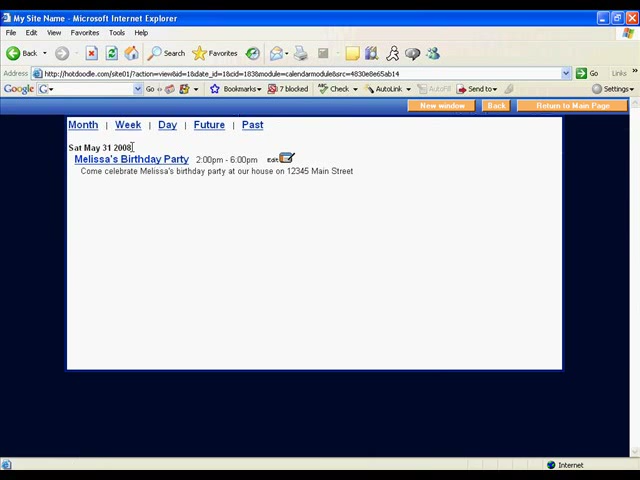 My Site Name - Microsoft Internet Explorer
File Edit View Favorites Tools Help
Back Search Favorites
Address http://hotdoodle.com/site01/?action=view&id=1&date_id=1&cid=1838&module=calendarmodule&src=4830e8e65ab14 Go Links
Google G Go Bookmarks 7 blocked Check AutoLink AutoFill Send to Settings
New window Back Return to Main Page
Month | Week | Day | Future | Past
Sat May 31 2008
Melissa's Birthday Party 2:00pm - 6:00pm Edit
Come celebrate Melissa's birthday party at our house on 12345 Main Street
Internet